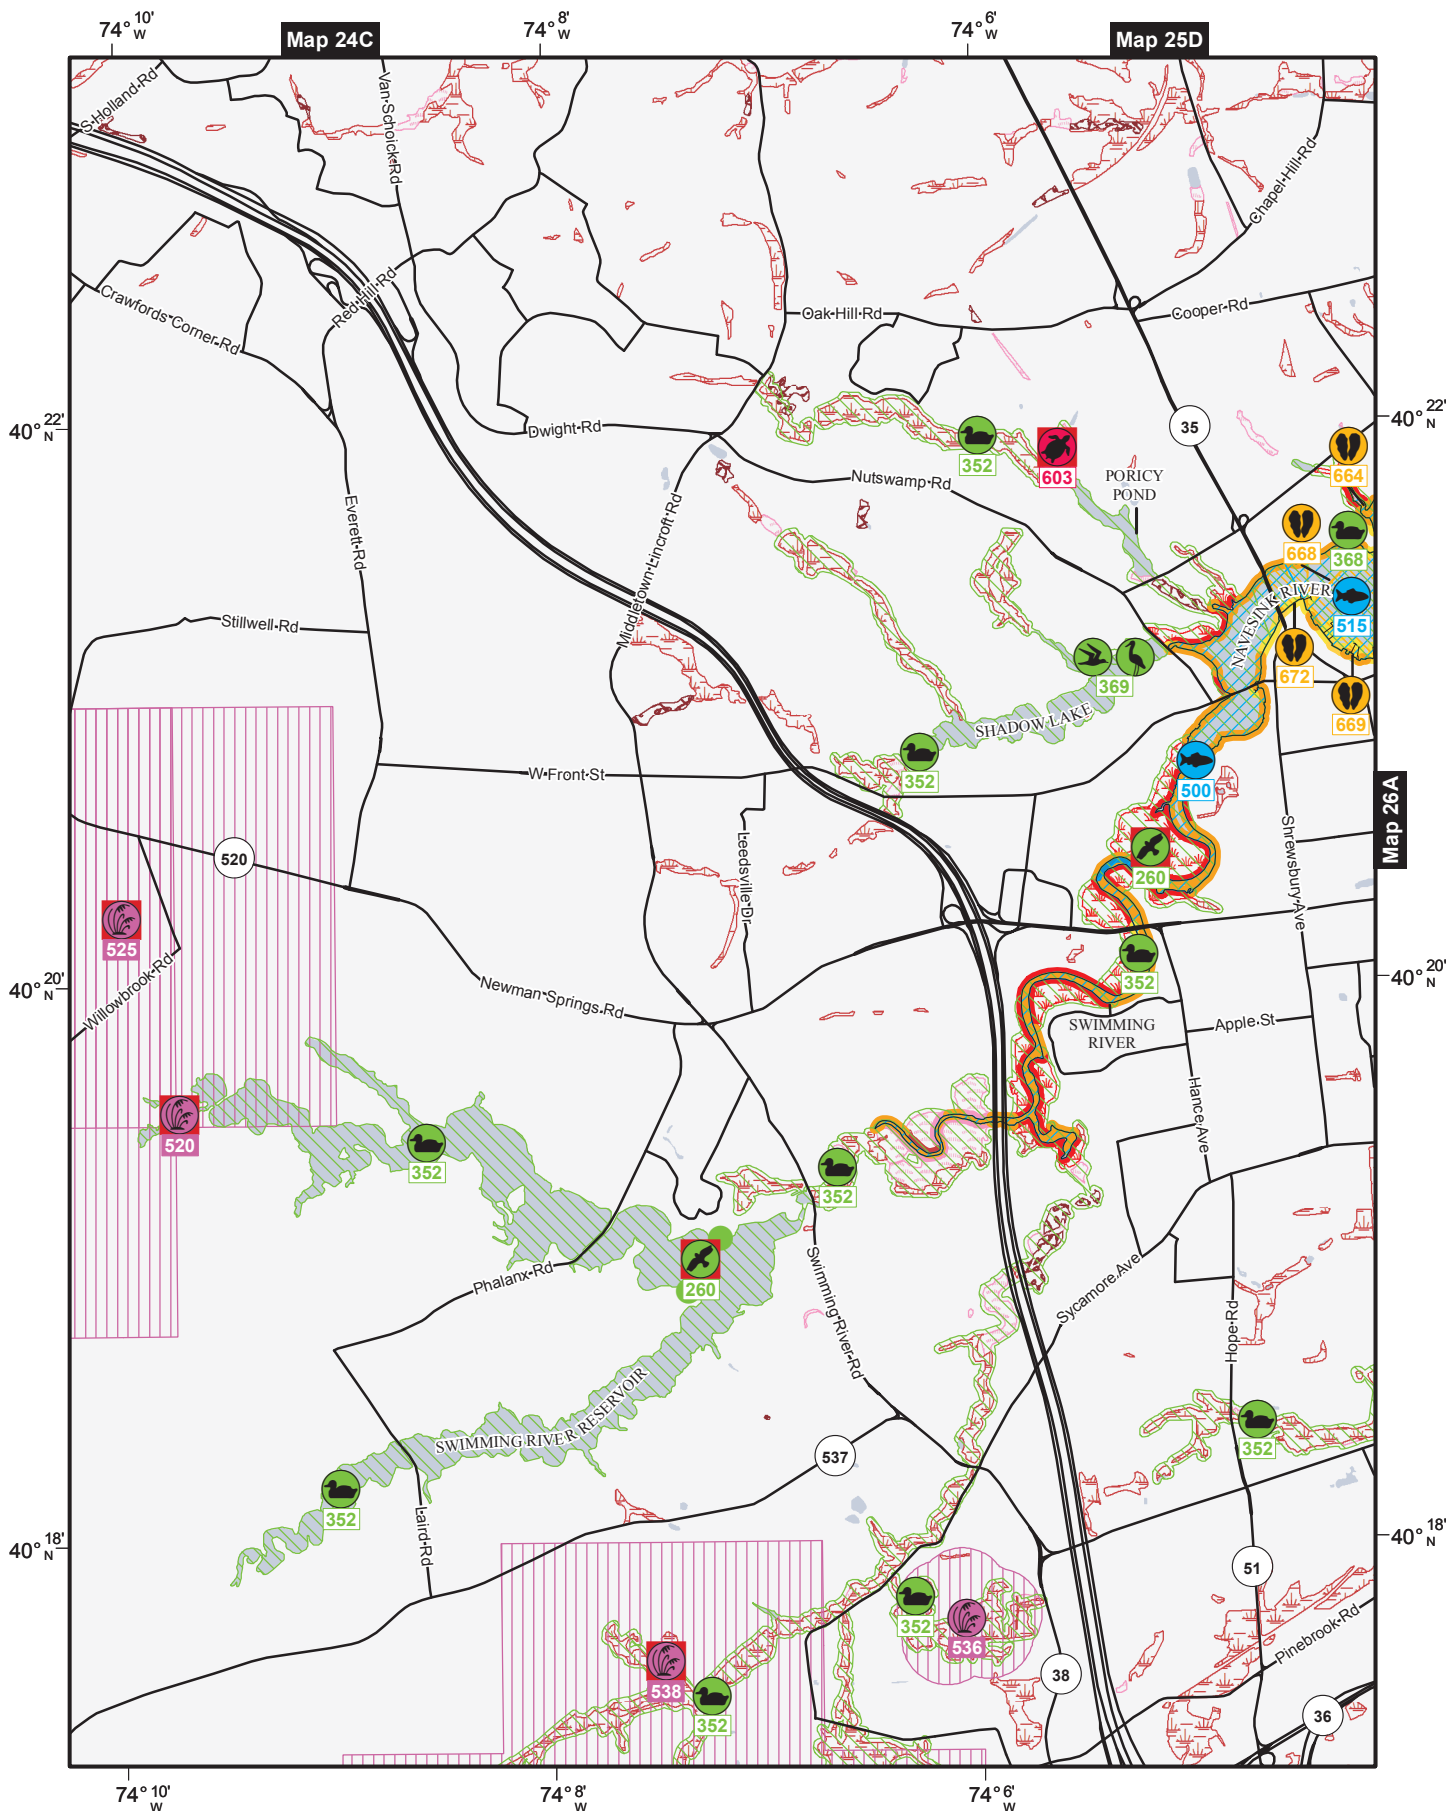 74° 10' W
Map 24C
74° 8' W
74° 6' W
Map 25D
S Holland Rd
Van Schoick Rd
Chapel Hill Rd
Crawfords Corner Rd
Red Hill Rd
Oak Hill Rd
Cooper Rd
40° 22' N
40° 22' N
Dwight Rd
35
352
603
664
Nutswamp Rd
PORICY
POND
Everett Rd
Middletown Lincroft Rd
668
368
NAVESINK RIVER
515
Stillwell Rd
672
369
669
SHADOW LAKE
W Front St
352
500
Map 26A
Shrewsbury Ave
520
Leedsville Dr
260
525
Willowbrook Rd
40° 20' N
40° 20' N
Newman Springs Rd
352
SWIMMING
RIVER
Apple St
Hance Ave
520
352
352
Phalanx Rd
260
Swimming River Rd
Sycamore Ave
Hope Rd
SWIMMING RIVER RESERVOIR
352
537
352
Laird Rd
40° 18' N
40° 18' N
51
352
536
Pinebrook Rd
538
352
38
36
74° 10' W
74° 8' W
74° 6' W